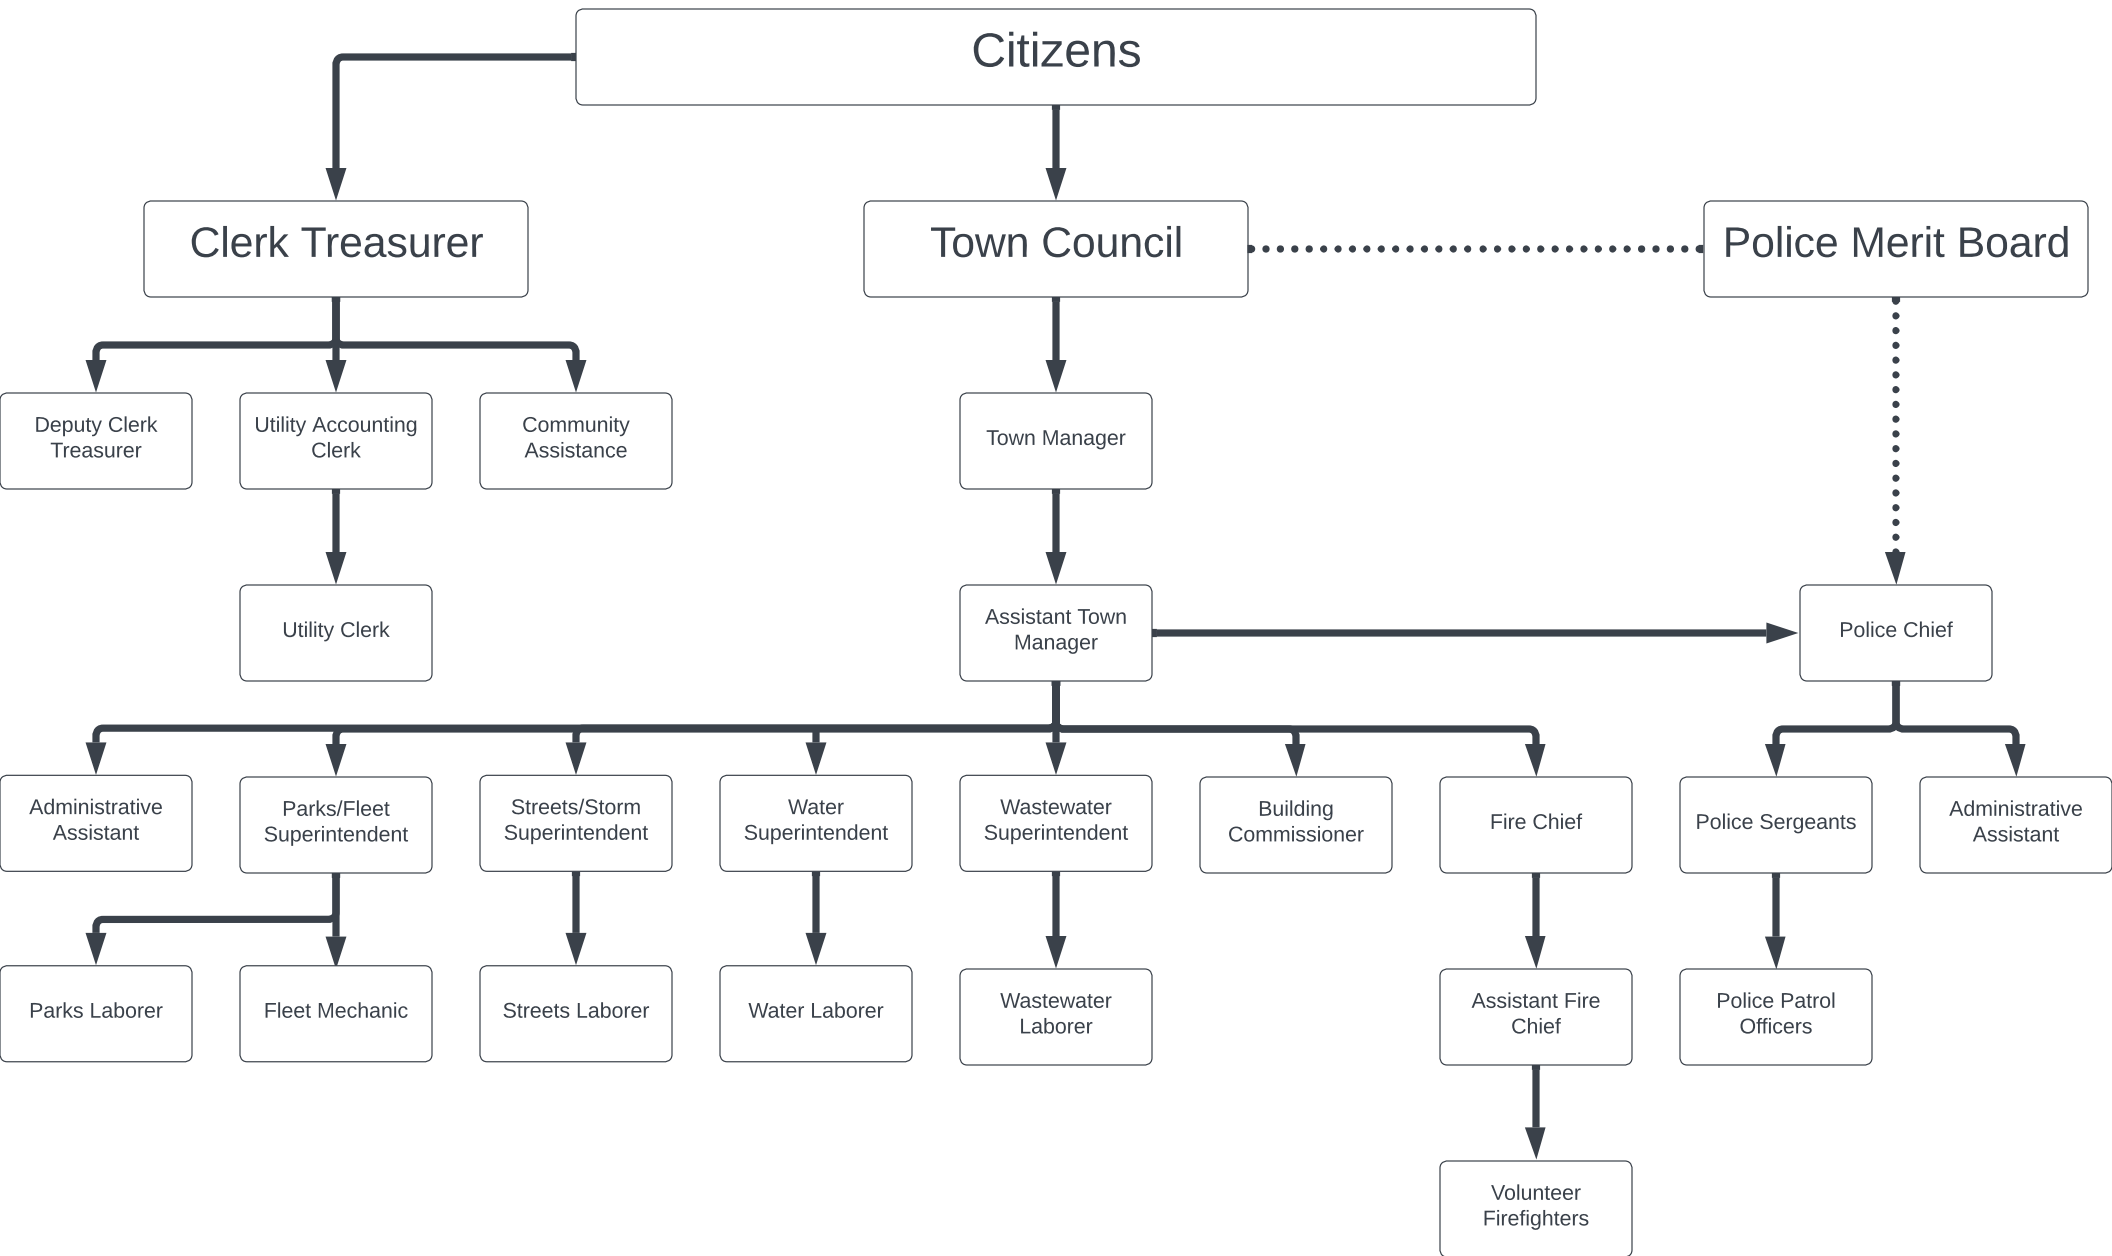 Citizens
Clerk Treasurer
Town Council
Police Merit Board
Deputy Clerk
Treasurer
Utility Accounting
Clerk
Community
Assistance
Town Manager
Utility Clerk
Assistant Town
Manager
Police Chief
Administrative
Assistant
Parks/Fleet
Superintendent
Streets/Storm
Superintendent
Water
Superintendent
Wastewater
Superintendent
Building
Commissioner
Fire Chief
Police Sergeants
Administrative
Assistant
Parks Laborer
Fleet Mechanic
Streets Laborer
Water Laborer
Wastewater
Laborer
Assistant Fire
Chief
Police Patrol
Officers
Volunteer
Firefighters